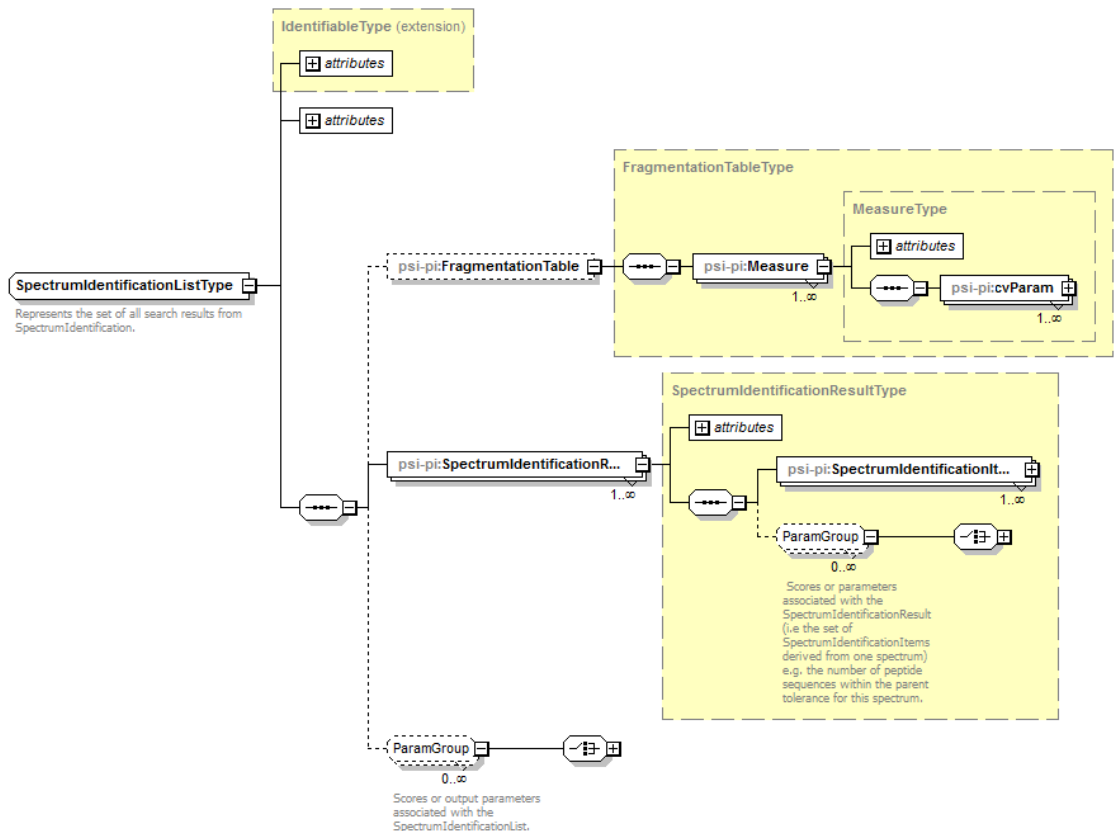 IdentifiableType (extension)
attributes
attributes
FragmentationTableType
MeasureType
attributes
psi-pi:FragmentationTable
psi-pi:Measure
1..∞
psi-pi:cvParam
1..∞
SpectrumIdentificationListType
Represents the set of all search results from
SpectrumIdentification.
SpectrumIdentificationResultType
attributes
psi-pi:SpectrumIdentificationR...
1..∞
psi-pi:SpectrumIdentificationIt...
1..∞
ParamGroup
0..∞
Scores or parameters
associated with the
SpectrumIdentificationResult
(i.e the set of
SpectrumIdentificationItems
derived from one spectrum)
e.g. the number of peptide
sequences within the parent
tolerance for this spectrum.
ParamGroup
0..∞
Scores or output parameters
associated with the
SpectrumIdentificationList.